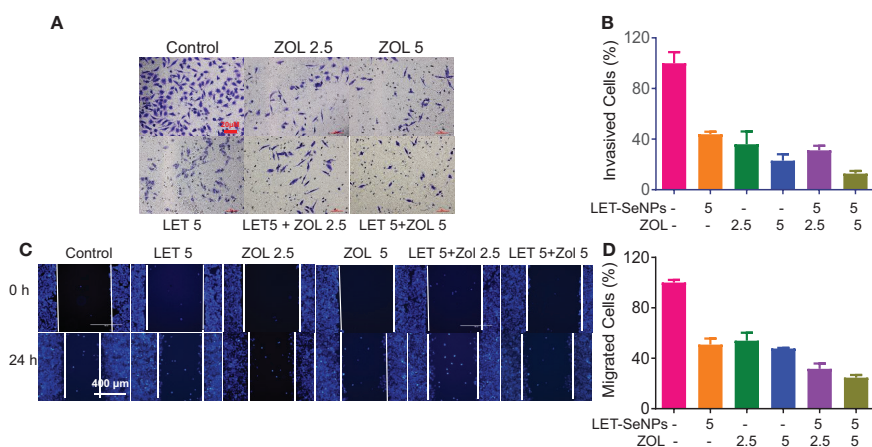 A
Control ZOL 2.5 ZOL 5
20μM
LET 5 LET5 + ZOL 2.5 LET 5+ZOL 5
B
Invasived Cells (%)
120
80
40
0
LET-SeNPs - 5 - - 5 5
ZOL - - 2.5 5 2.5 5
C
Control LET 5 ZOL 2.5 ZOL 5 LET 5+Zol 2.5 LET 5+Zol 5
0 h
24 h
400 μm
D
Migrated Cells (%)
120
80
40
0
LET-SeNPs - 5 - - 5 5
ZOL - - 2.5 5 2.5 5